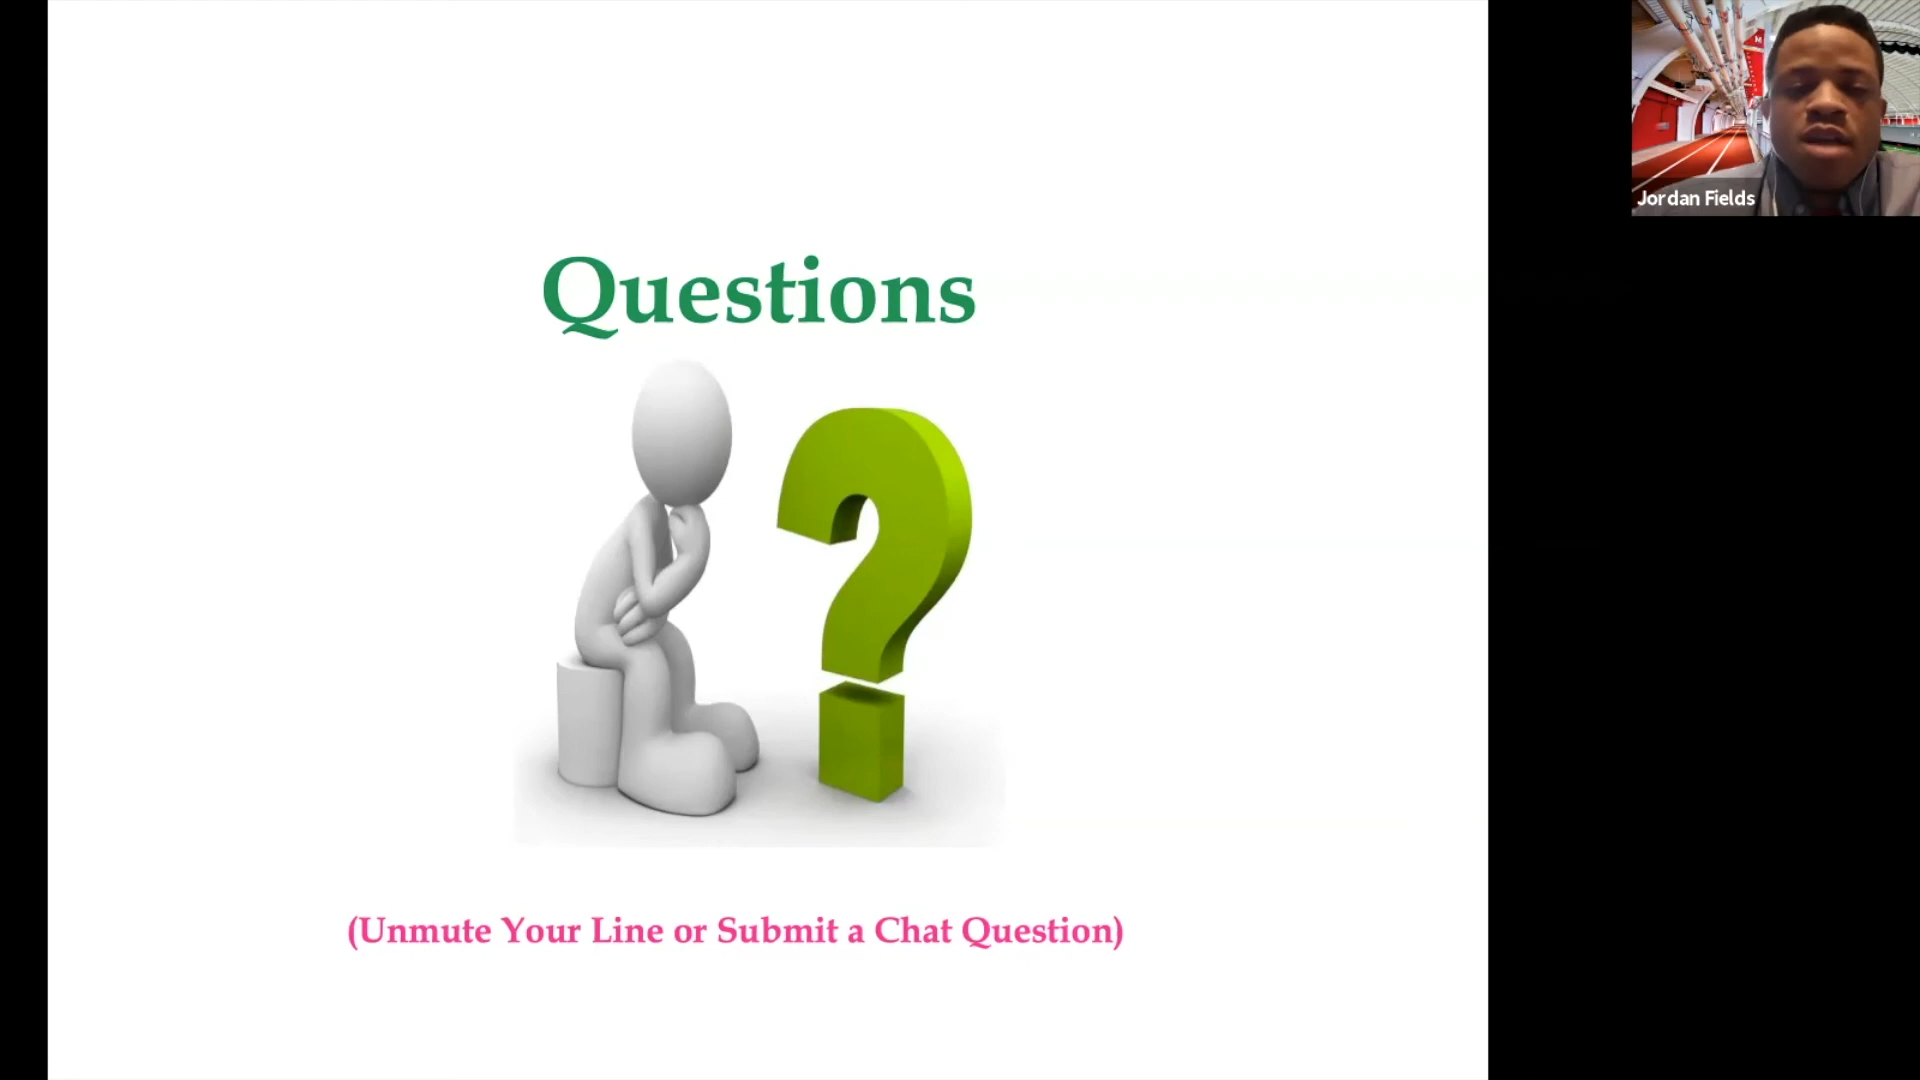 Questions
(Unmute Your Line or Submit a Chat Question)
Jordan Fields